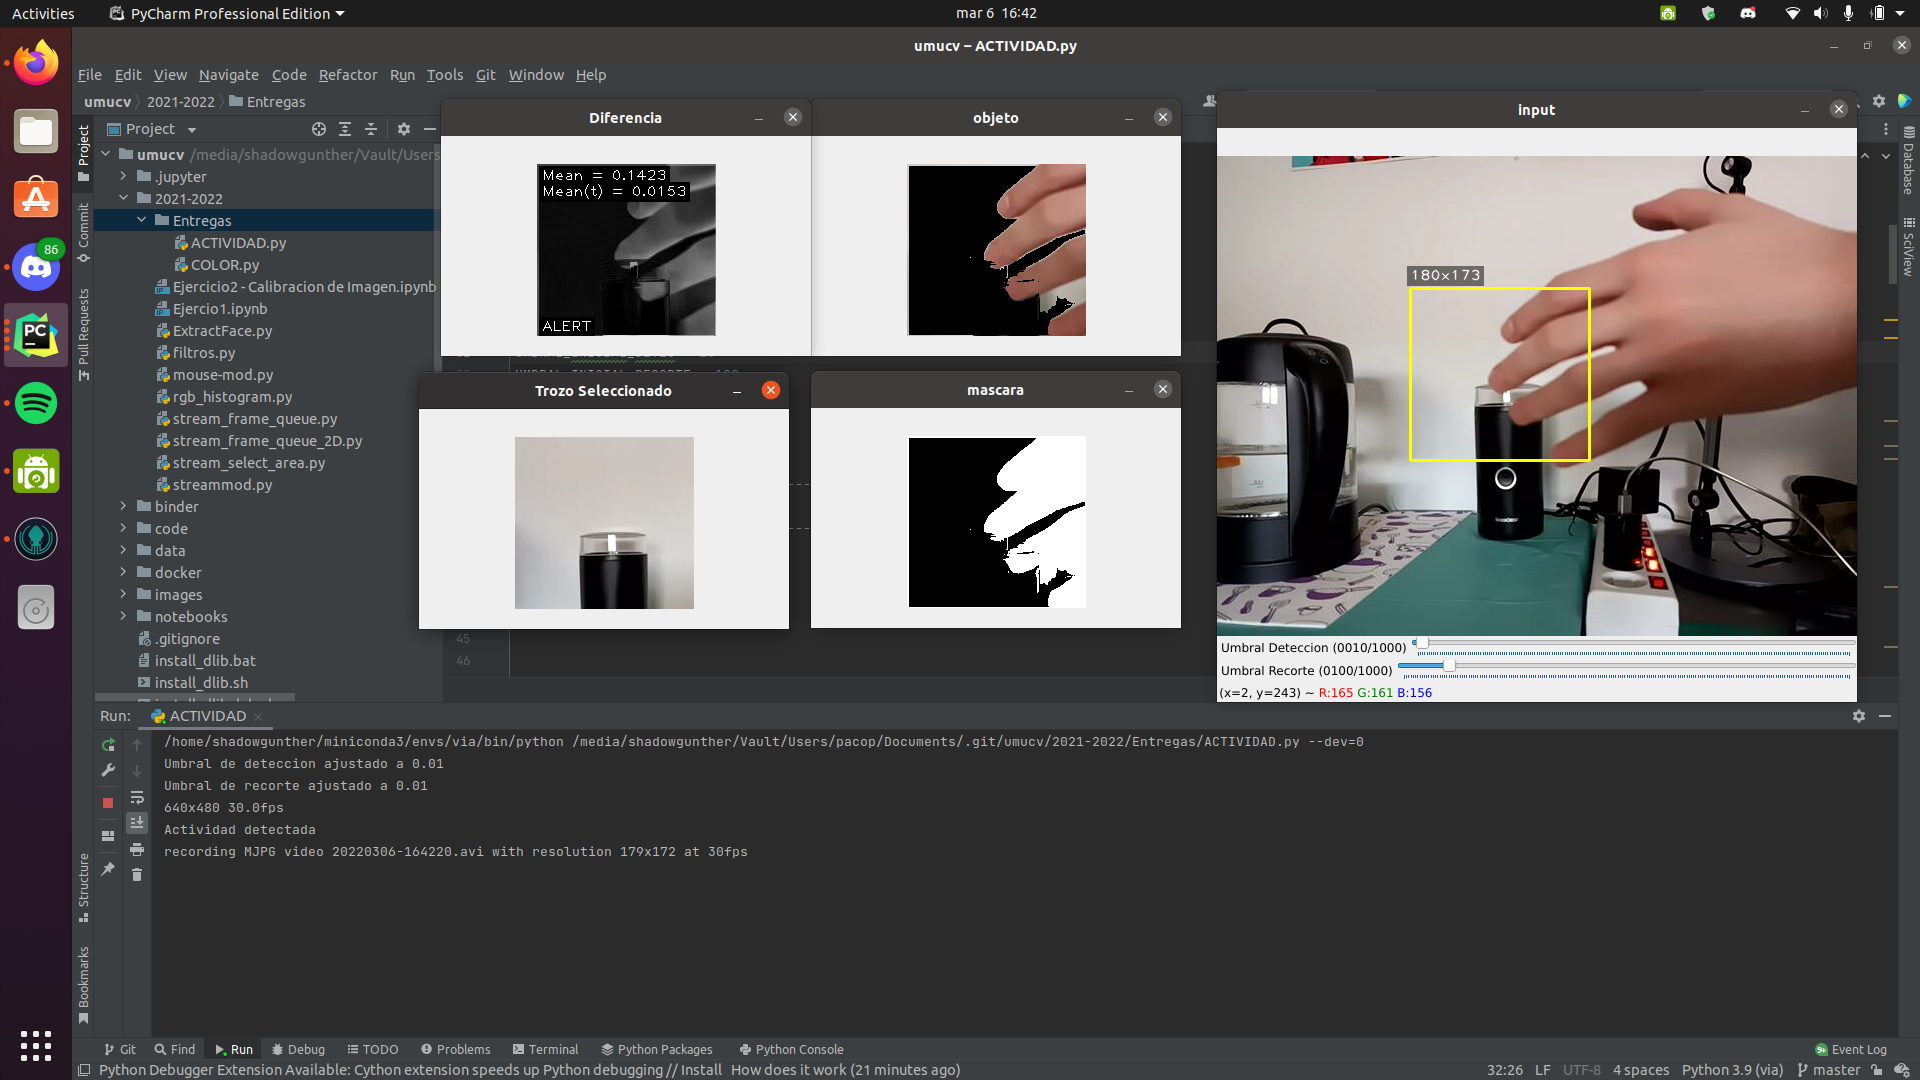 Activities
PyCharm Professional Edition
mar 6 16:42
umucv – ACTIVIDAD.py
File Edit View Navigate Code Refactor Run Tools Git Window Help
umucv 2021-2022 Entregas
Project
umucv /media/shadowgunther/Vault/Users
.jupyter
2021-2022
Entregas
ACTIVIDAD.py
COLOR.py
Ejercicio2 - Calibracion de Imagen.ipynb
Ejercio1.ipynb
ExtractFace.py
filtros.py
mouse-mod.py
rgb_histogram.py
stream_frame_queue.py
stream_frame_queue_2D.py
stream_select_area.py
streammod.py
binder
code
data
docker
images
notebooks
.gitignore
install_dlib.bat
install_dlib.sh
86
Project
Commit
Pull Requests
Structure
Bookmarks
Database
SciView
Diferencia
Mean = 0.1423
Mean(t) = 0.0153
ALERT
objeto
Trozo Seleccionado
mascara
45
46
input
180x173
Umbral Deteccion (0010/1000)
Umbral Recorte (0100/1000)
(x=2, y=243) ~ R:165 G:161 B:156
Run: ACTIVIDAD
/home/shadowgunther/miniconda3/envs/via/bin/python /media/shadowgunther/Vault/Users/pacop/Documents/.git/umucv/2021-2022/Entregas/ACTIVIDAD.py --dev=0
Umbral de deteccion ajustado a 0.01
Umbral de recorte ajustado a 0.01
640x480 30.0fps
Actividad detectada
recording MJPG video 20220306-164220.avi with resolution 179x172 at 30fps
Git Find Run Debug TODO Problems Terminal Python Packages Python Console
9+ Event Log
Python Debugger Extension Available: Cython extension speeds up Python debugging // Install How does it work (21 minutes ago)
32:26 LF UTF-8 4 spaces Python 3.9 (via) master